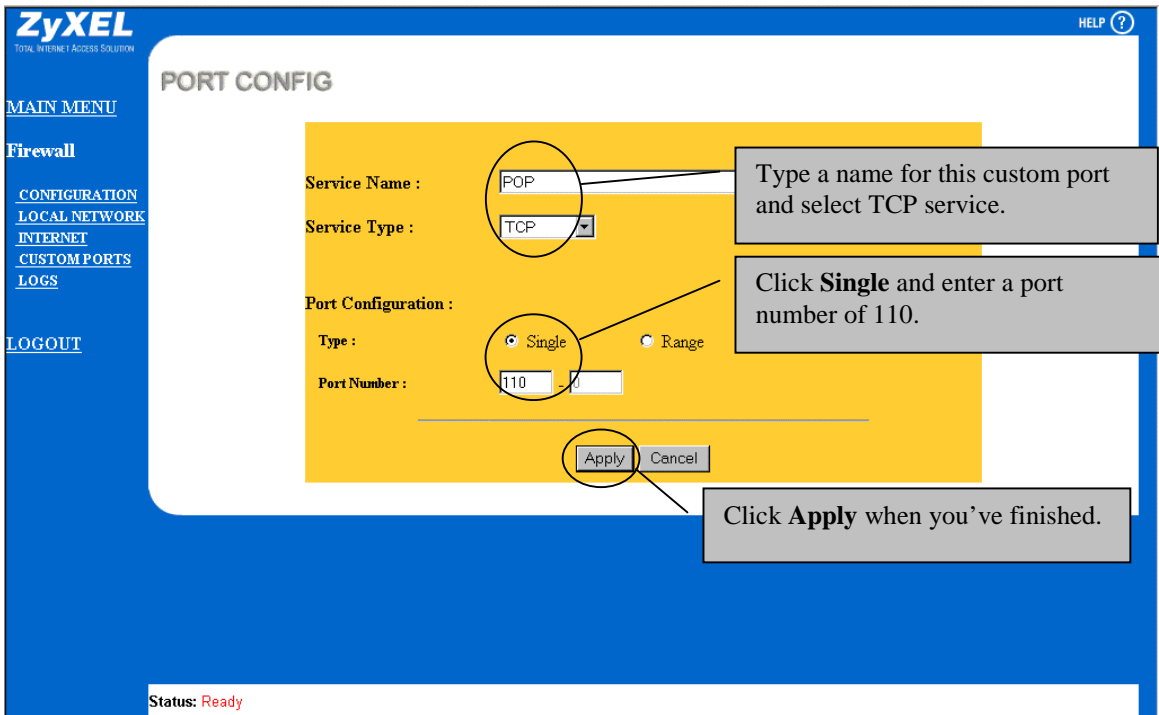 ZyXEL
TOTAL INTERNET ACCESS SOLUTION
HELP ?
PORT CONFIG
MAIN MENU
Firewall
CONFIGURATION
LOCAL NETWORK
INTERNET
CUSTOM PORTS
LOGS
LOGOUT
Service Name : POP
Service Type : TCP
Type a name for this custom port
and select TCP service.
Port Configuration :
Click Single and enter a port
number of 110.
Type : Single Range
Port Number : 110 - 0
Apply Cancel
Click Apply when you’ve finished.
Status: Ready